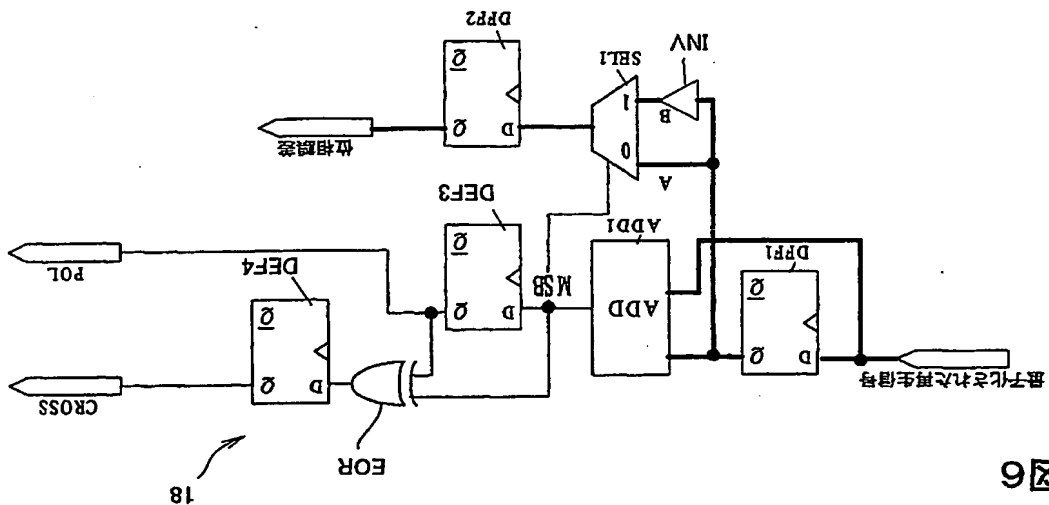 図6
18
EOR
量子化された再生信号
D Q
Q
DFF1
ADD
ADD1
MSB
D Q
Q
DEF3
D Q
Q
DEF4
CROSS
POL
A
B
INV
0
1
SEL1
D Q
Q
DFF2
位相誤差